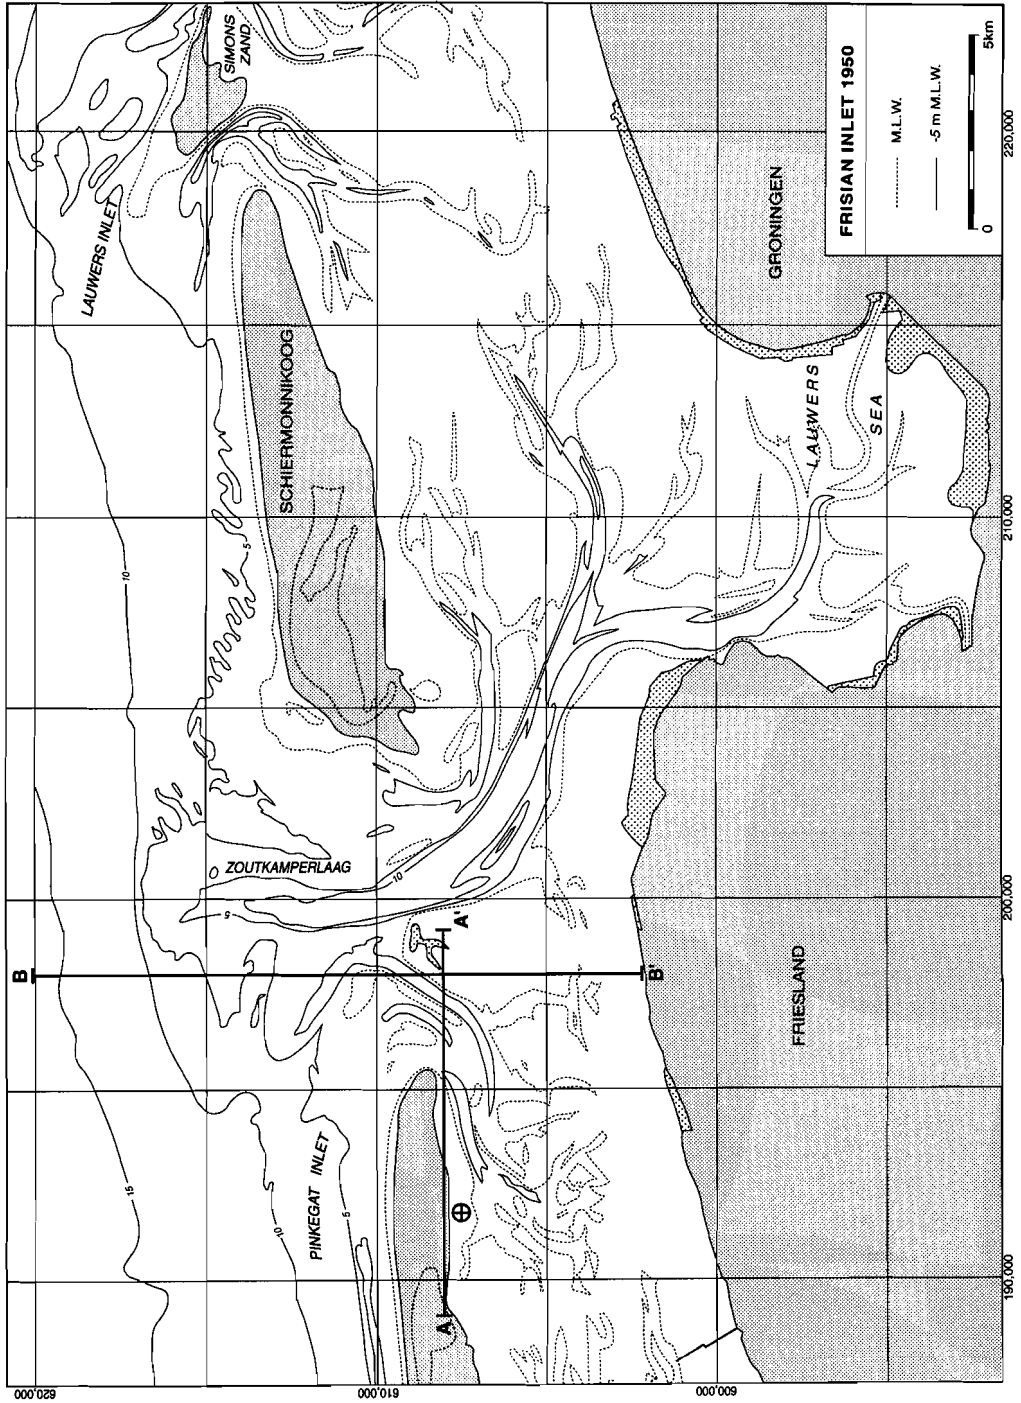 FRISIAN INLET 1950
M.L.W.
-5 m M.L.W.
0
5km
SIMONS
ZAND
LAUWERS INLET
SCHIERMONNIKOOG
GRONINGEN
LAUWERS
SEA
ZOUTKAMPERLAAG
PINKEGAT INLET
FRIESLAND
B
B'
A
A'
15
10
10
10
5
5
5
620,000
610,000
600,000
190,000
200,000
210,000
220,000